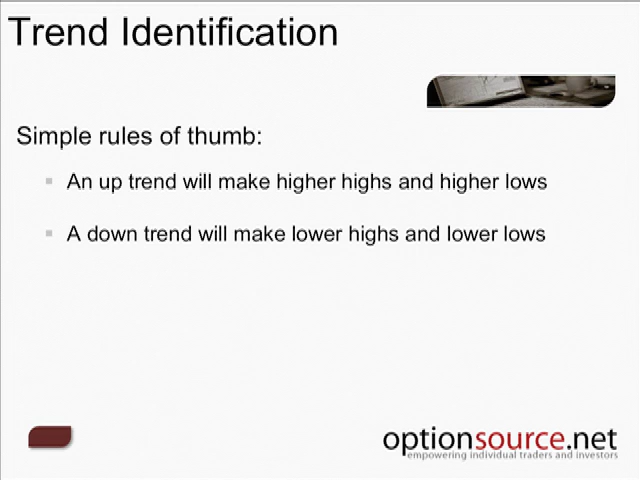 Trend Identification
Simple rules of thumb:
An up trend will make higher highs and higher lows
A down trend will make lower highs and lower lows
optionsource.net
empowering individual traders and investors